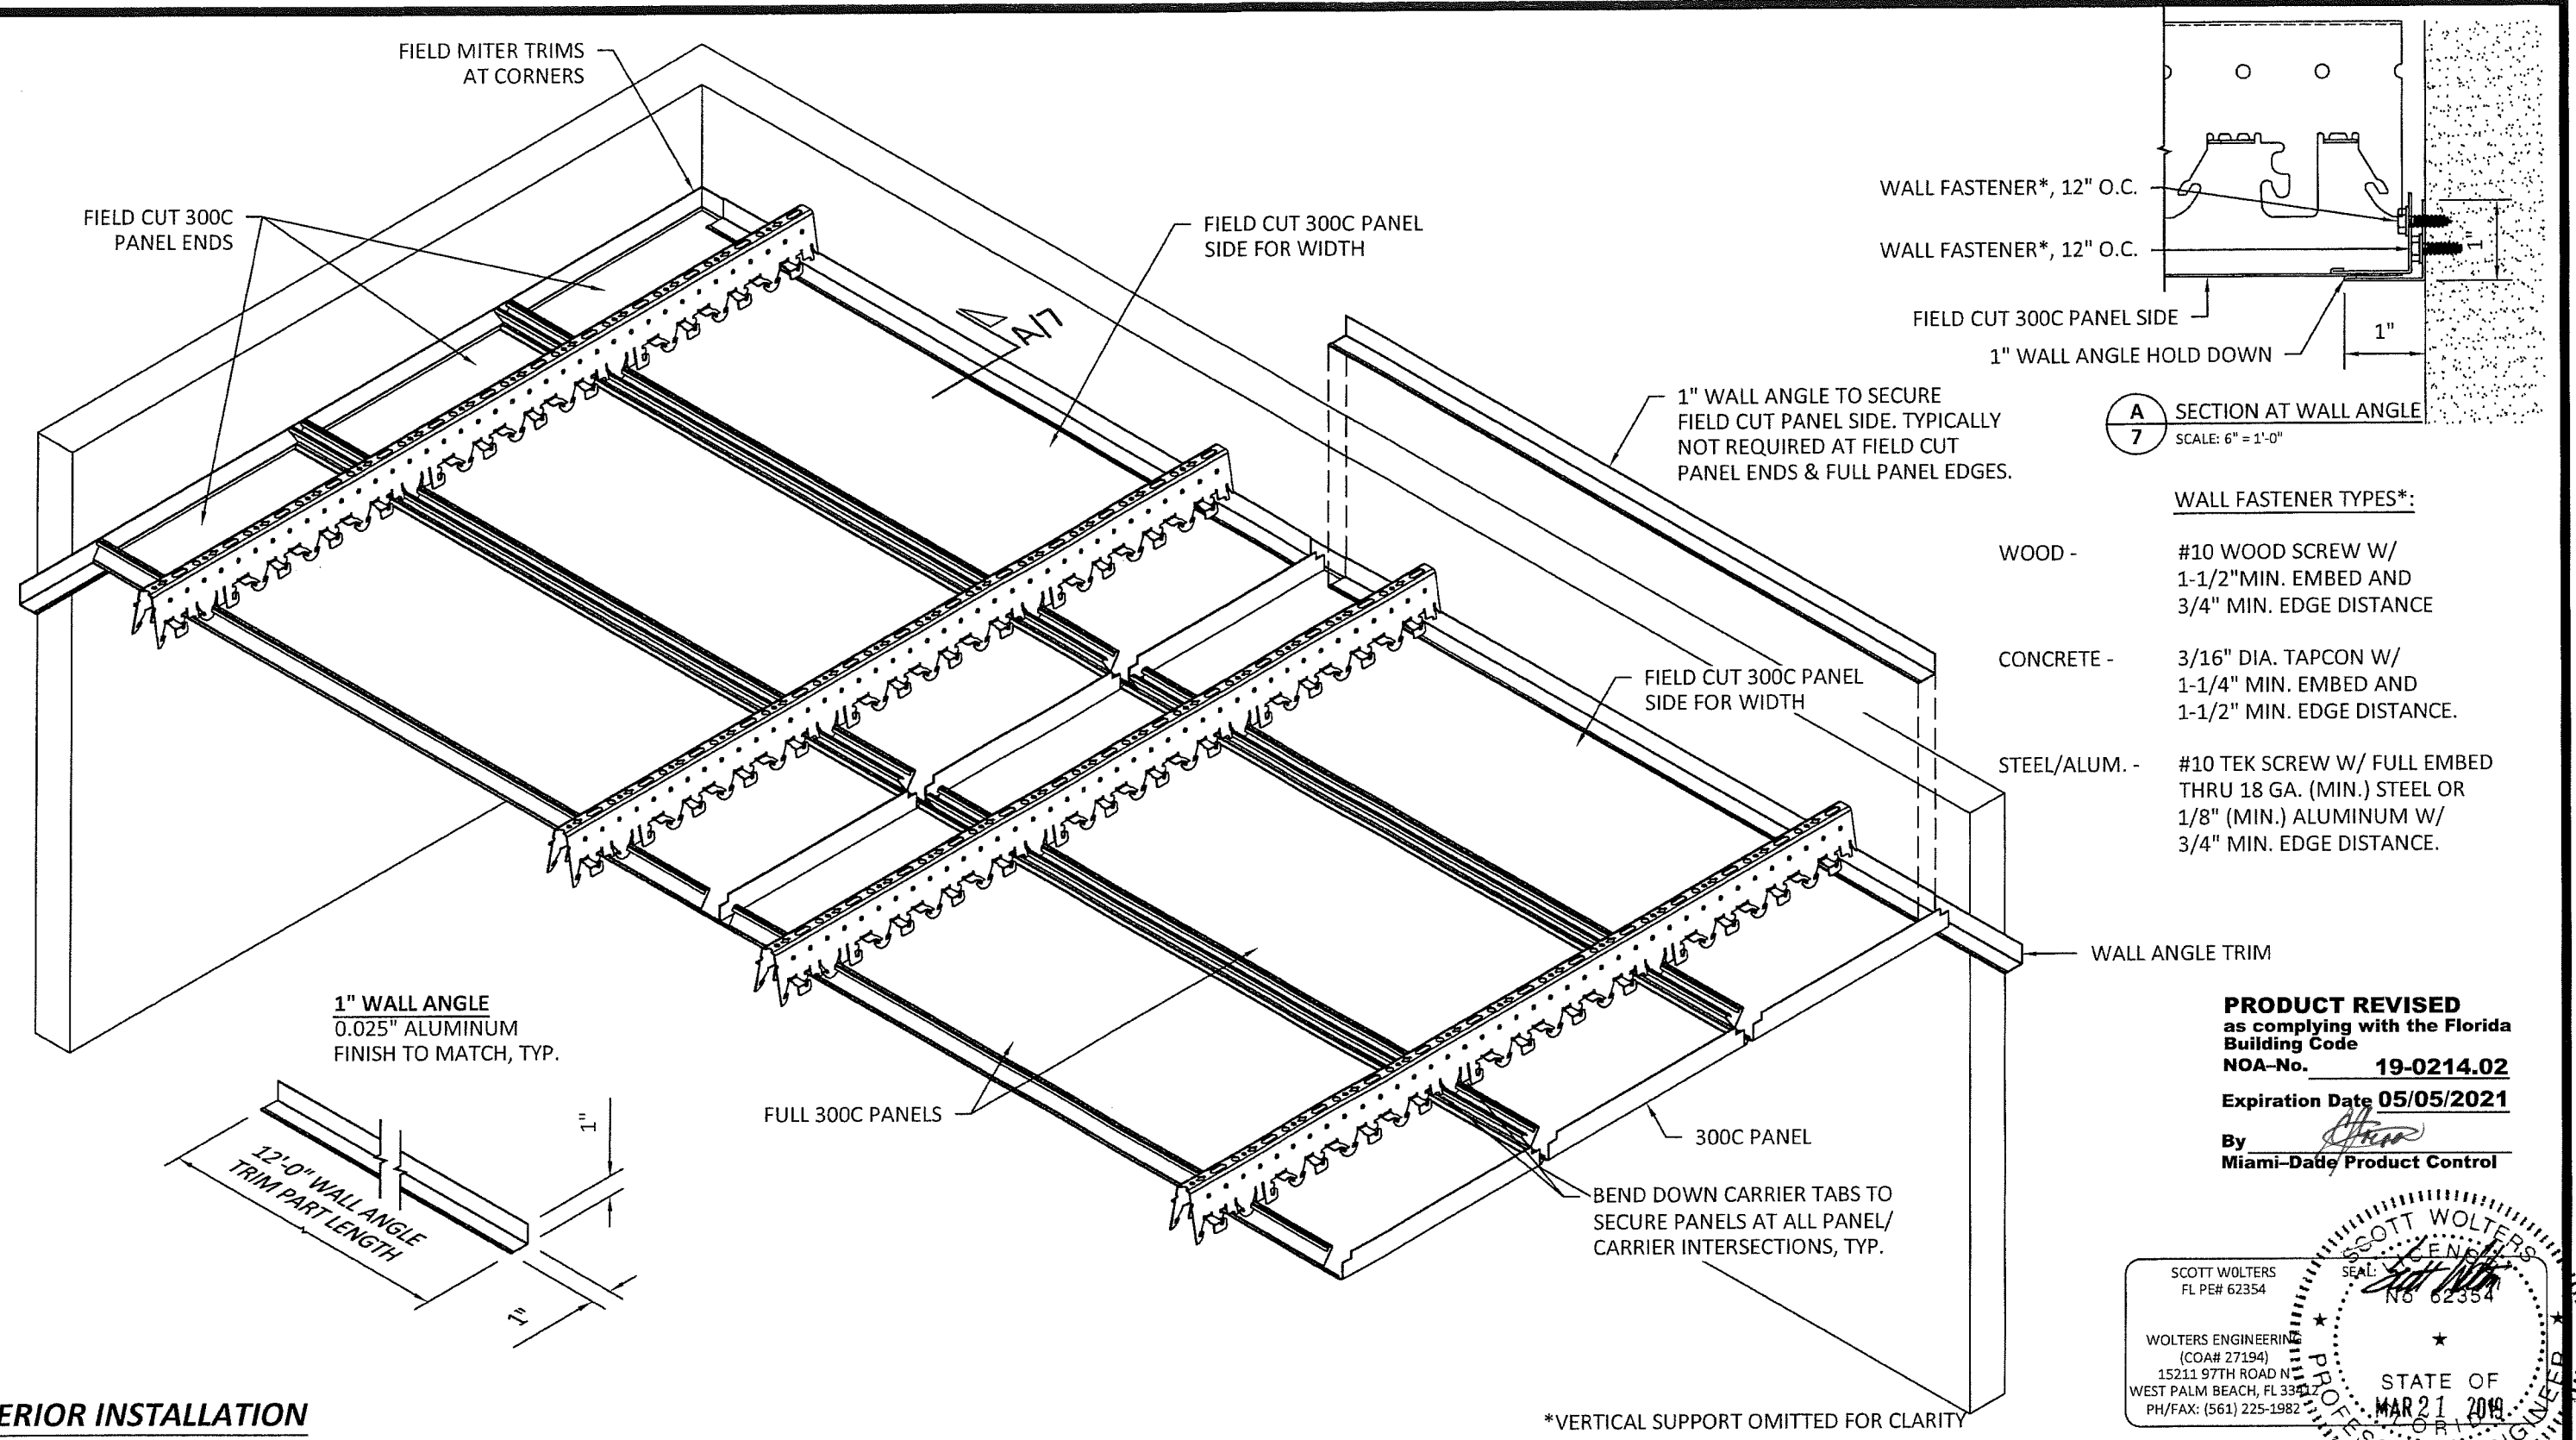 FIELD MITER TRIMS
AT CORNERS
FIELD CUT 300C
PANEL ENDS
FIELD CUT 300C PANEL
SIDE FOR WIDTH
A/7
WALL FASTENER*, 12" O.C.
WALL FASTENER*, 12" O.C.
1"
FIELD CUT 300C PANEL SIDE
1" WALL ANGLE HOLD DOWN
1"
1" WALL ANGLE TO SECURE
FIELD CUT PANEL SIDE. TYPICALLY
NOT REQUIRED AT FIELD CUT
PANEL ENDS & FULL PANEL EDGES.
A
7
SECTION AT WALL ANGLE
SCALE: 6" = 1'-0"
WALL FASTENER TYPES*:
WOOD - #10 WOOD SCREW W/
1-1/2"MIN. EMBED AND
3/4" MIN. EDGE DISTANCE
CONCRETE - 3/16" DIA. TAPCON W/
1-1/4" MIN. EMBED AND
1-1/2" MIN. EDGE DISTANCE.
STEEL/ALUM. - #10 TEK SCREW W/ FULL EMBED
THRU 18 GA. (MIN.) STEEL OR
1/8" (MIN.) ALUMINUM W/
3/4" MIN. EDGE DISTANCE.
FIELD CUT 300C PANEL
SIDE FOR WIDTH
WALL ANGLE TRIM
1" WALL ANGLE
0.025" ALUMINUM
FINISH TO MATCH, TYP.
12'-0" WALL ANGLE
TRIM PART LENGTH
1"
1"
FULL 300C PANELS
300C PANEL
BEND DOWN CARRIER TABS TO
SECURE PANELS AT ALL PANEL/
CARRIER INTERSECTIONS, TYP.
PRODUCT REVISED
as complying with the Florida
Building Code
NOA-No. 19-0214.02
Expiration Date 05/05/2021
By
Miami-Dade Product Control
SCOTT WOLTERS
FL PE# 62354
SEAL:
WOLTERS ENGINEERING
(COA# 27194)
15211 97TH ROAD N
WEST PALM BEACH, FL 33412
PH/FAX: (561) 225-1982
SCOTT WOLTERS
No 62354
STATE OF
MAR 21 2019
ERIOR INSTALLATION
*VERTICAL SUPPORT OMITTED FOR CLARITY